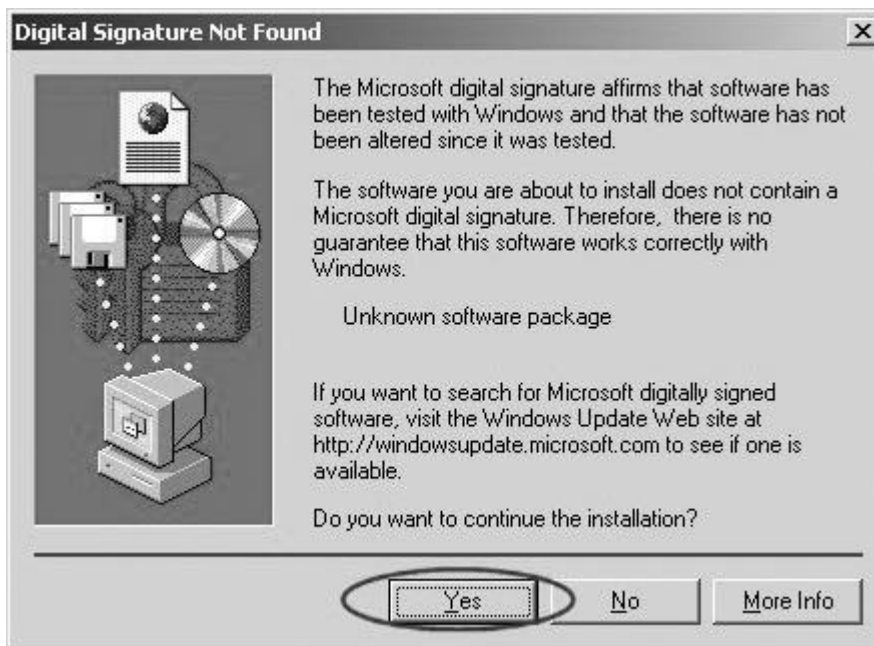 Digital Signature Not Found
The Microsoft digital signature affirms that software has
been tested with Windows and that the software has not
been altered since it was tested.
The software you are about to install does not contain a
Microsoft digital signature. Therefore, there is no
guarantee that this software works correctly with
Windows.
Unknown software package
If you want to search for Microsoft digitally signed
software, visit the Windows Update Web site at
http://windowsupdate.microsoft.com to see if one is
available.
Do you want to continue the installation?
Yes No More Info